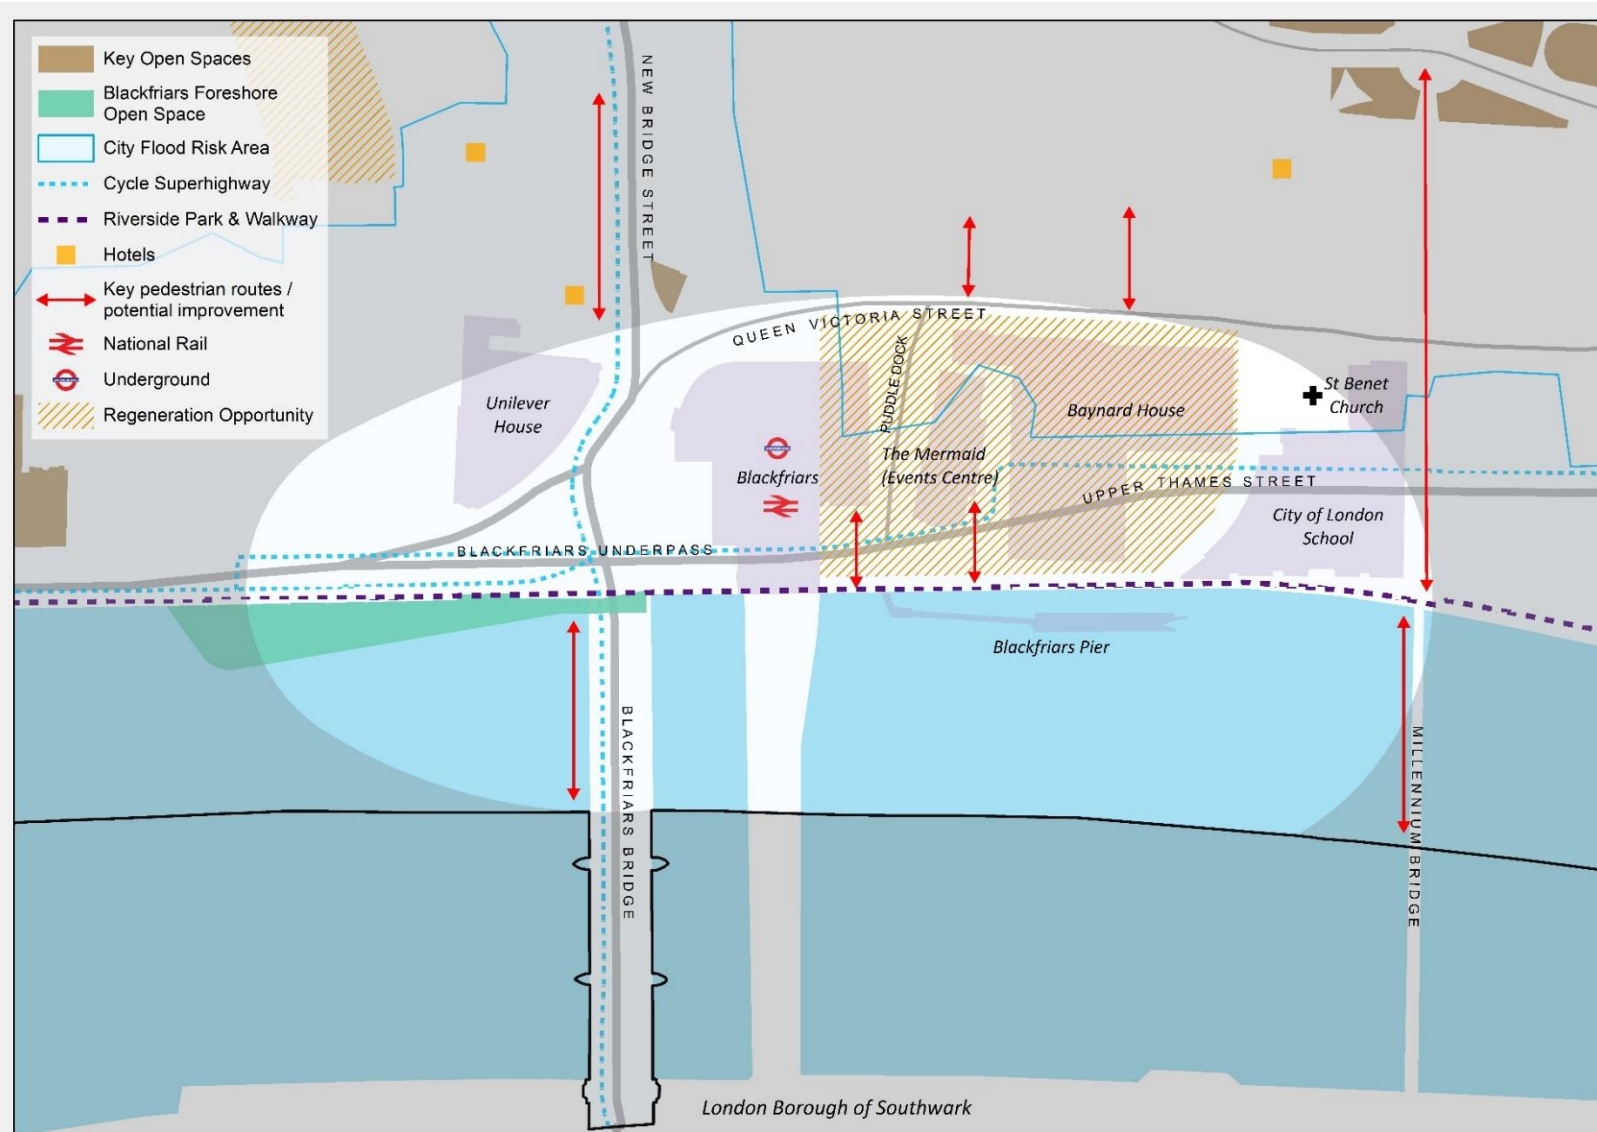 Key Open Spaces
Blackfriars Foreshore
Open Space
City Flood Risk Area
Cycle Superhighway
Riverside Park & Walkway
Hotels
Key pedestrian routes /
potential improvement
National Rail
Underground
Regeneration Opportunity
NEW BRIDGE STREET
QUEEN VICTORIA STREET
PUDDLE DOCK
Unilever
House
St Benet
Church
Baynard House
Blackfriars
The Mermaid
(Events Centre)
UPPER THAMES STREET
City of London
School
BLACKFRIARS UNDERPASS
Blackfriars Pier
BLACKFRIARS BRIDGE
MILLENNIUM BRIDGE
London Borough of Southwark